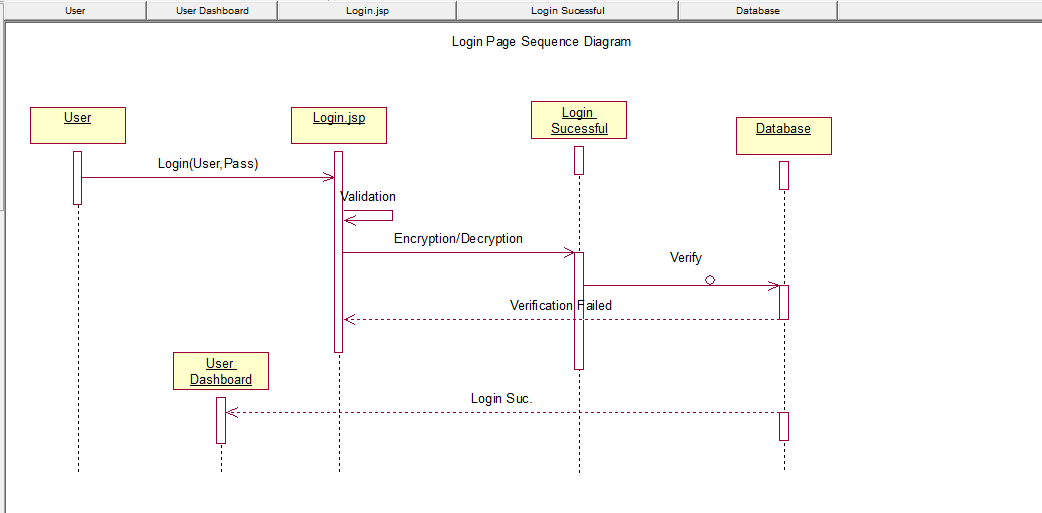 User
User Dashboard
Login.jsp
Login Sucessful
Database
Login Page Sequence Diagram
User
Login.jsp
Login
Sucessful
Database
Login(User,Pass)
Validation
Encryption/Decryption
Verify
Verification Failed
User
Dashboard
Login Suc.